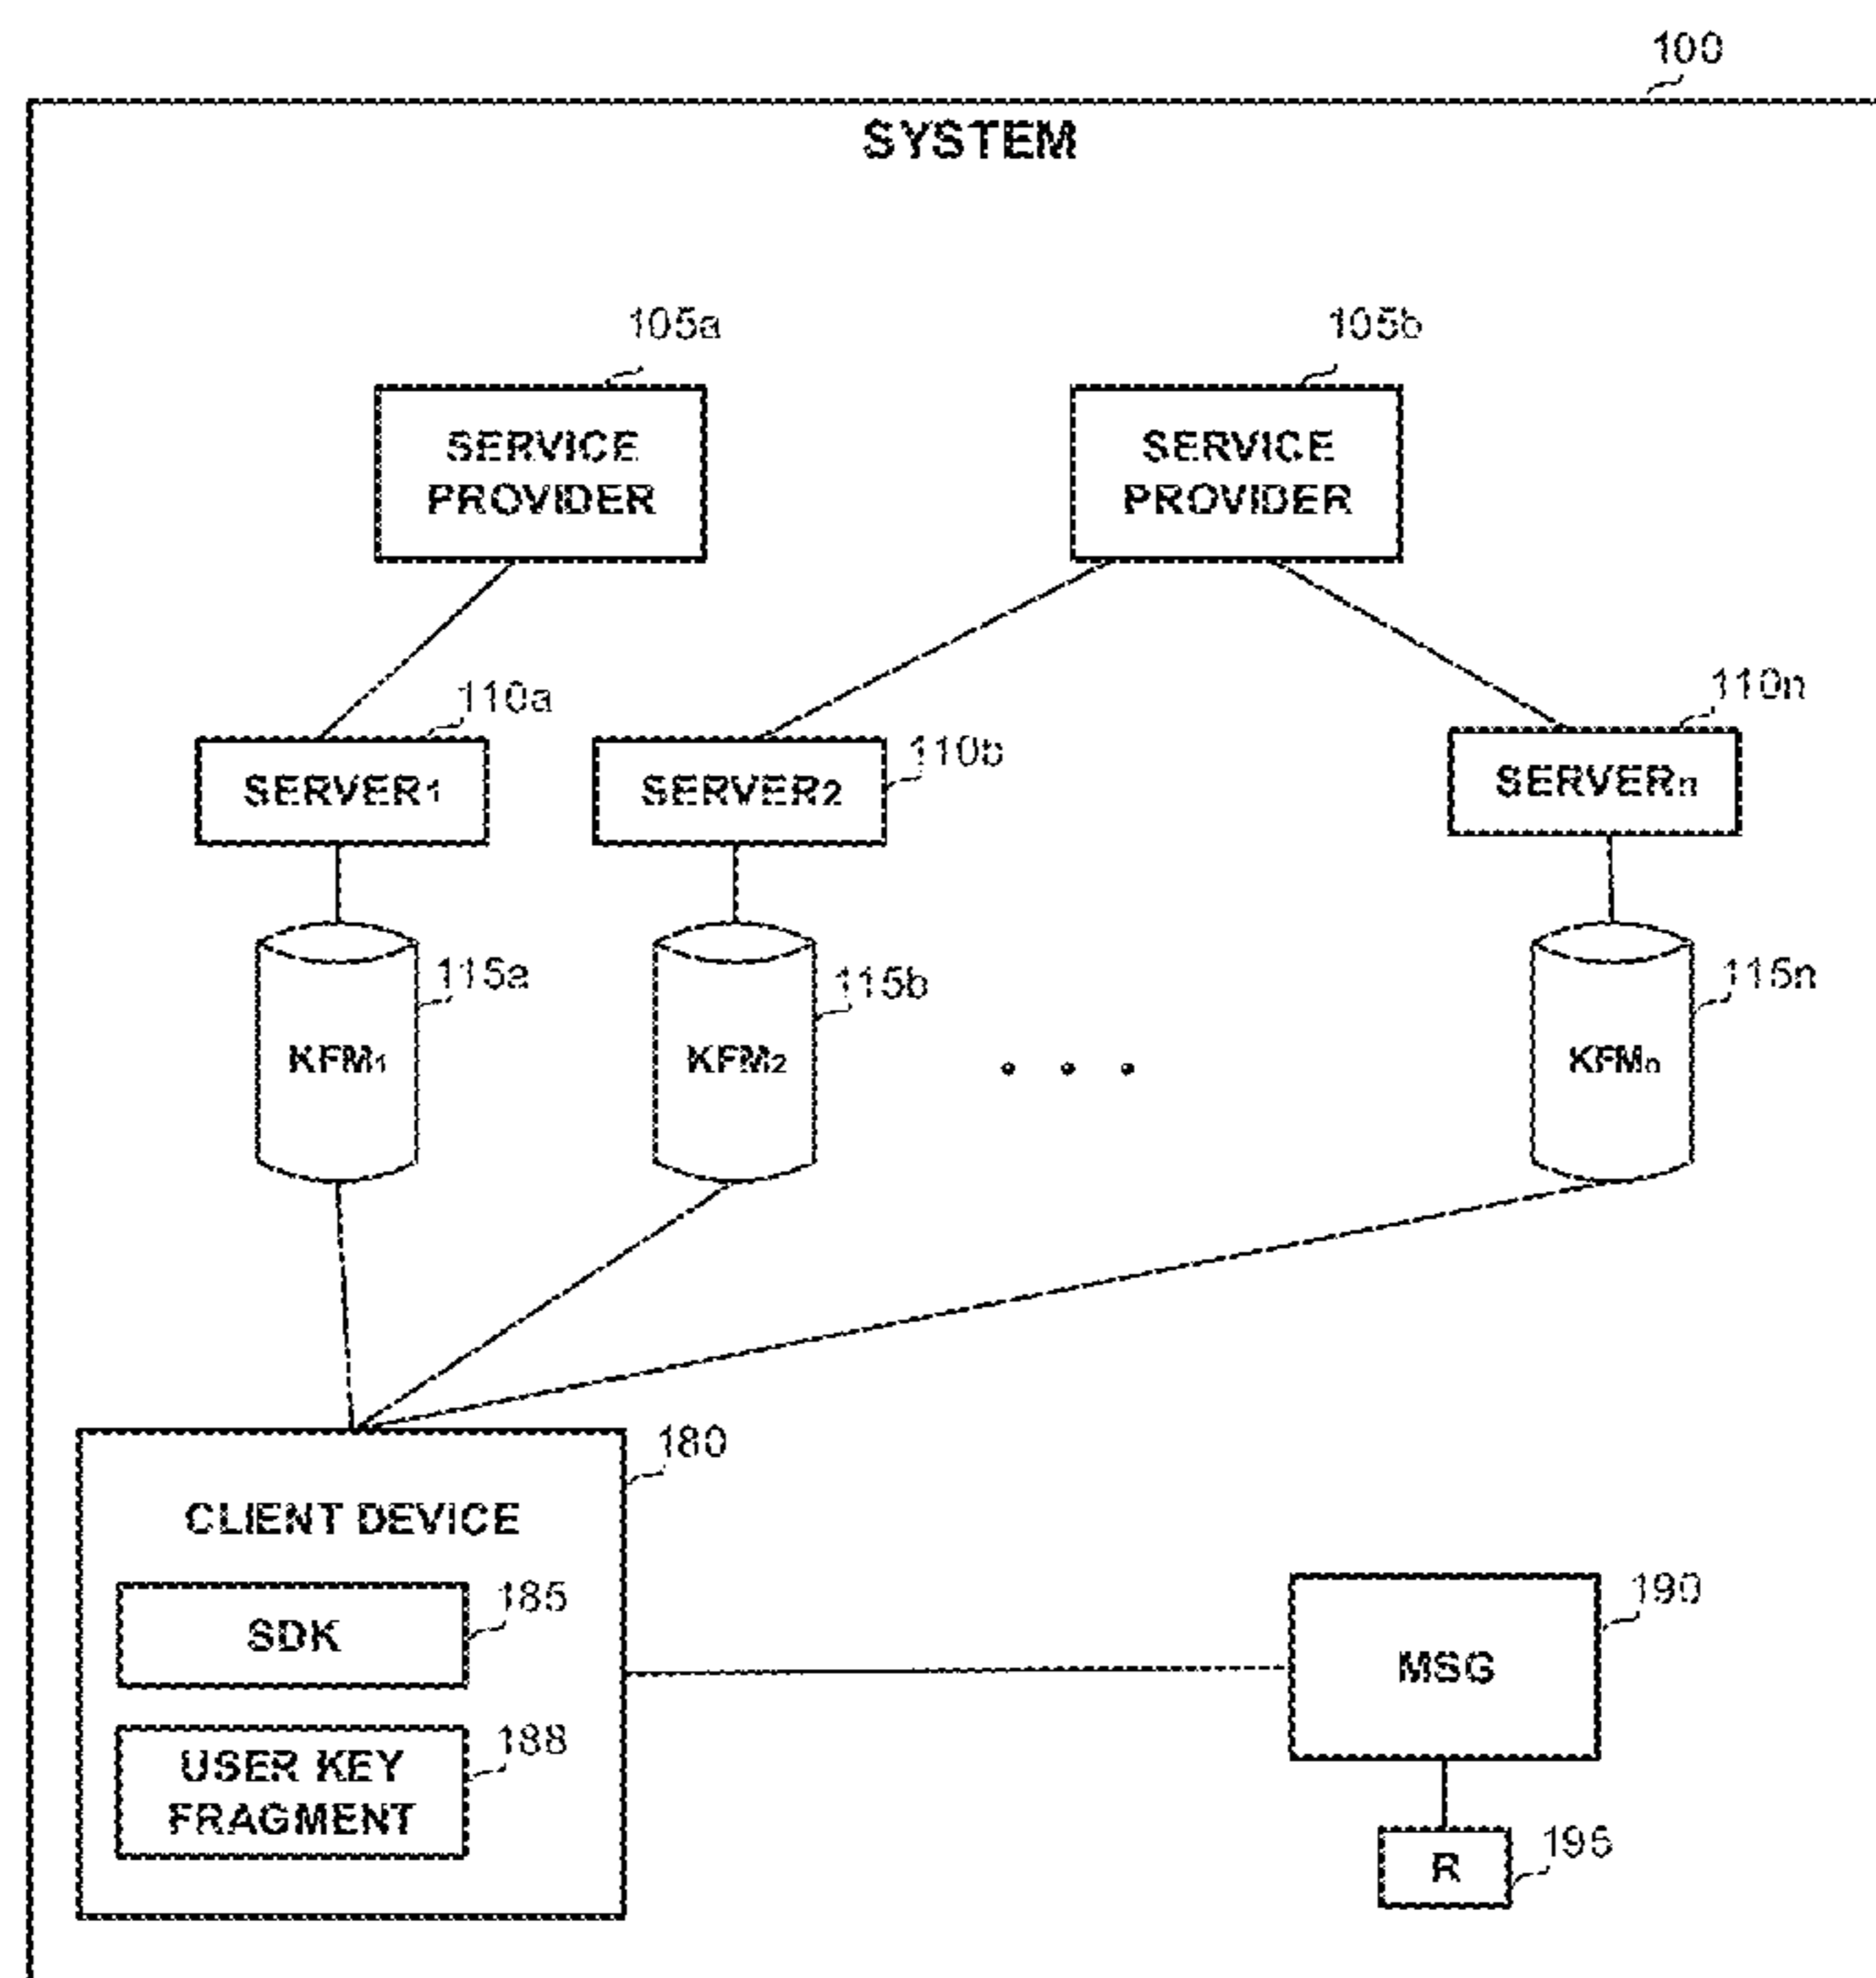 100
SYSTEM
105a
105b
SERVICE
PROVIDER
SERVICE
PROVIDER
110a
110b
110n
SERVER1
SERVER2
SERVERn
115a
115b
115n
KFM1
KFM2
. . .
KFMn
180
CLIENT DEVICE
185
SDK
190
MSG
188
USER KEY
FRAGMENT
195
R